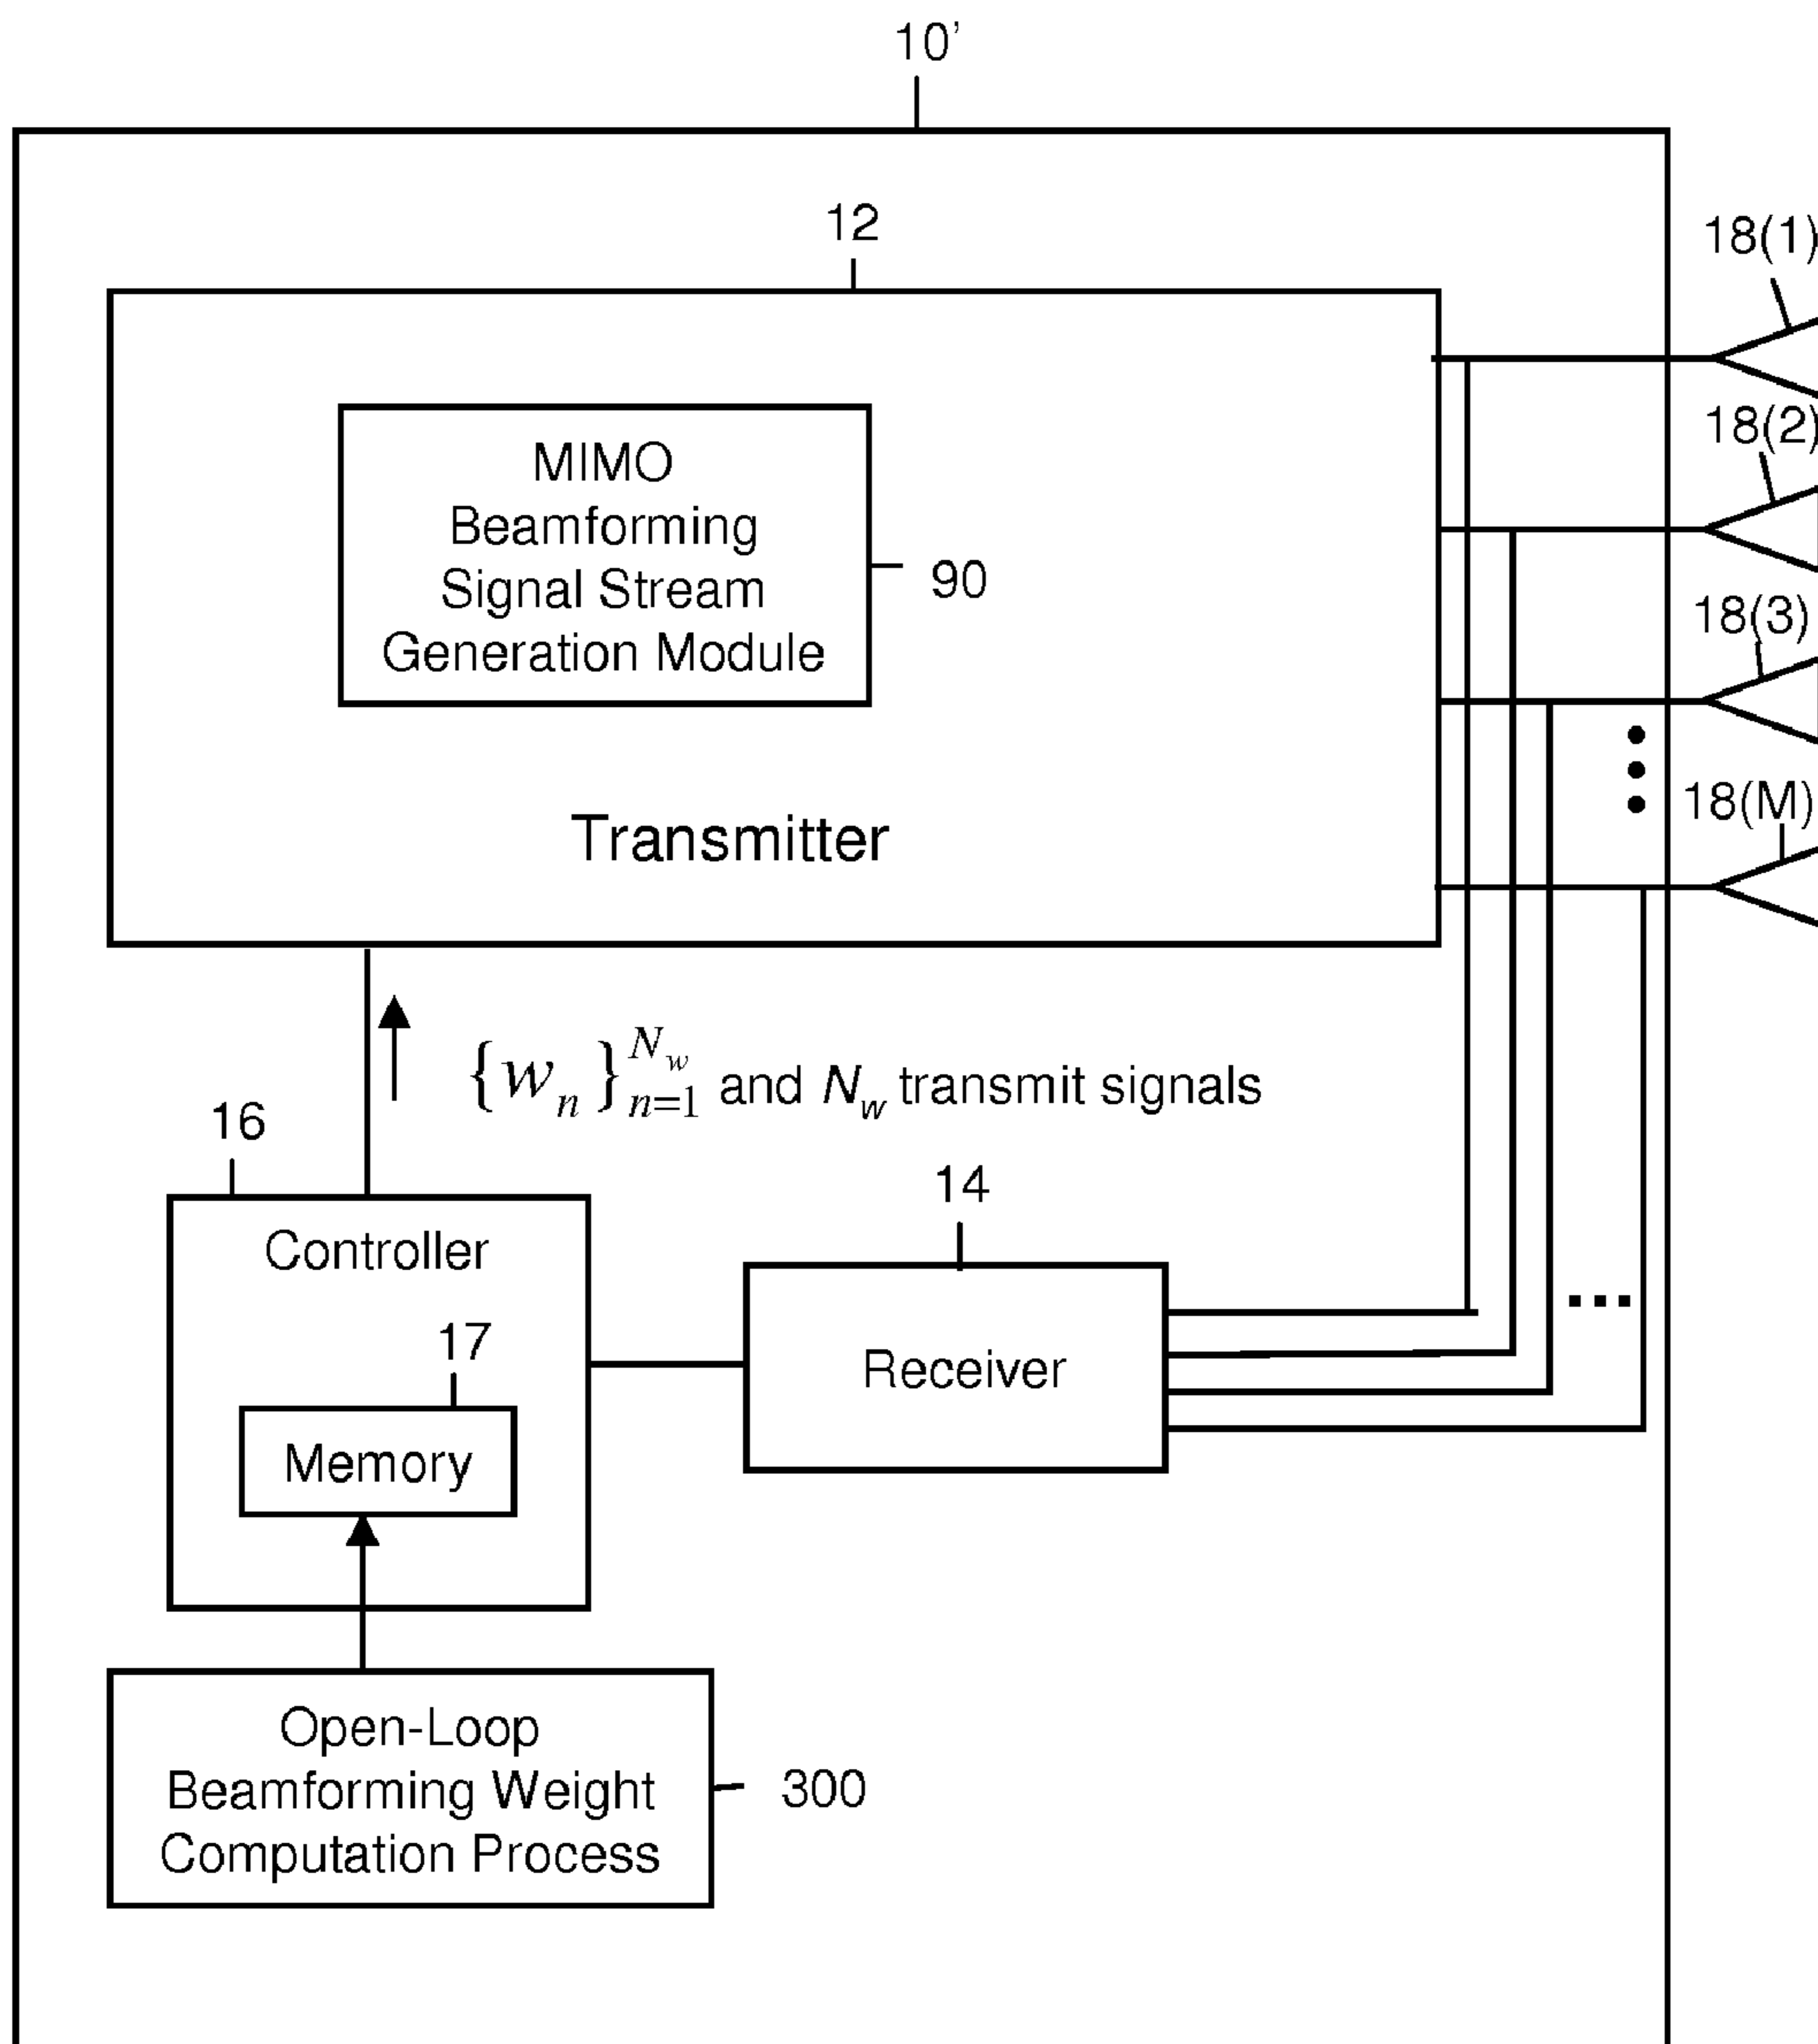 10'
12
18(1)
18(2)
18(3)
18(M)
MIMO
Beamforming
Signal Stream
Generation Module
90
Transmitter
{w_n}_{n=1}^{N_w} and N_w transmit signals
16
Controller
17
Memory
14
Receiver
Open-Loop
Beamforming Weight
Computation Process
300